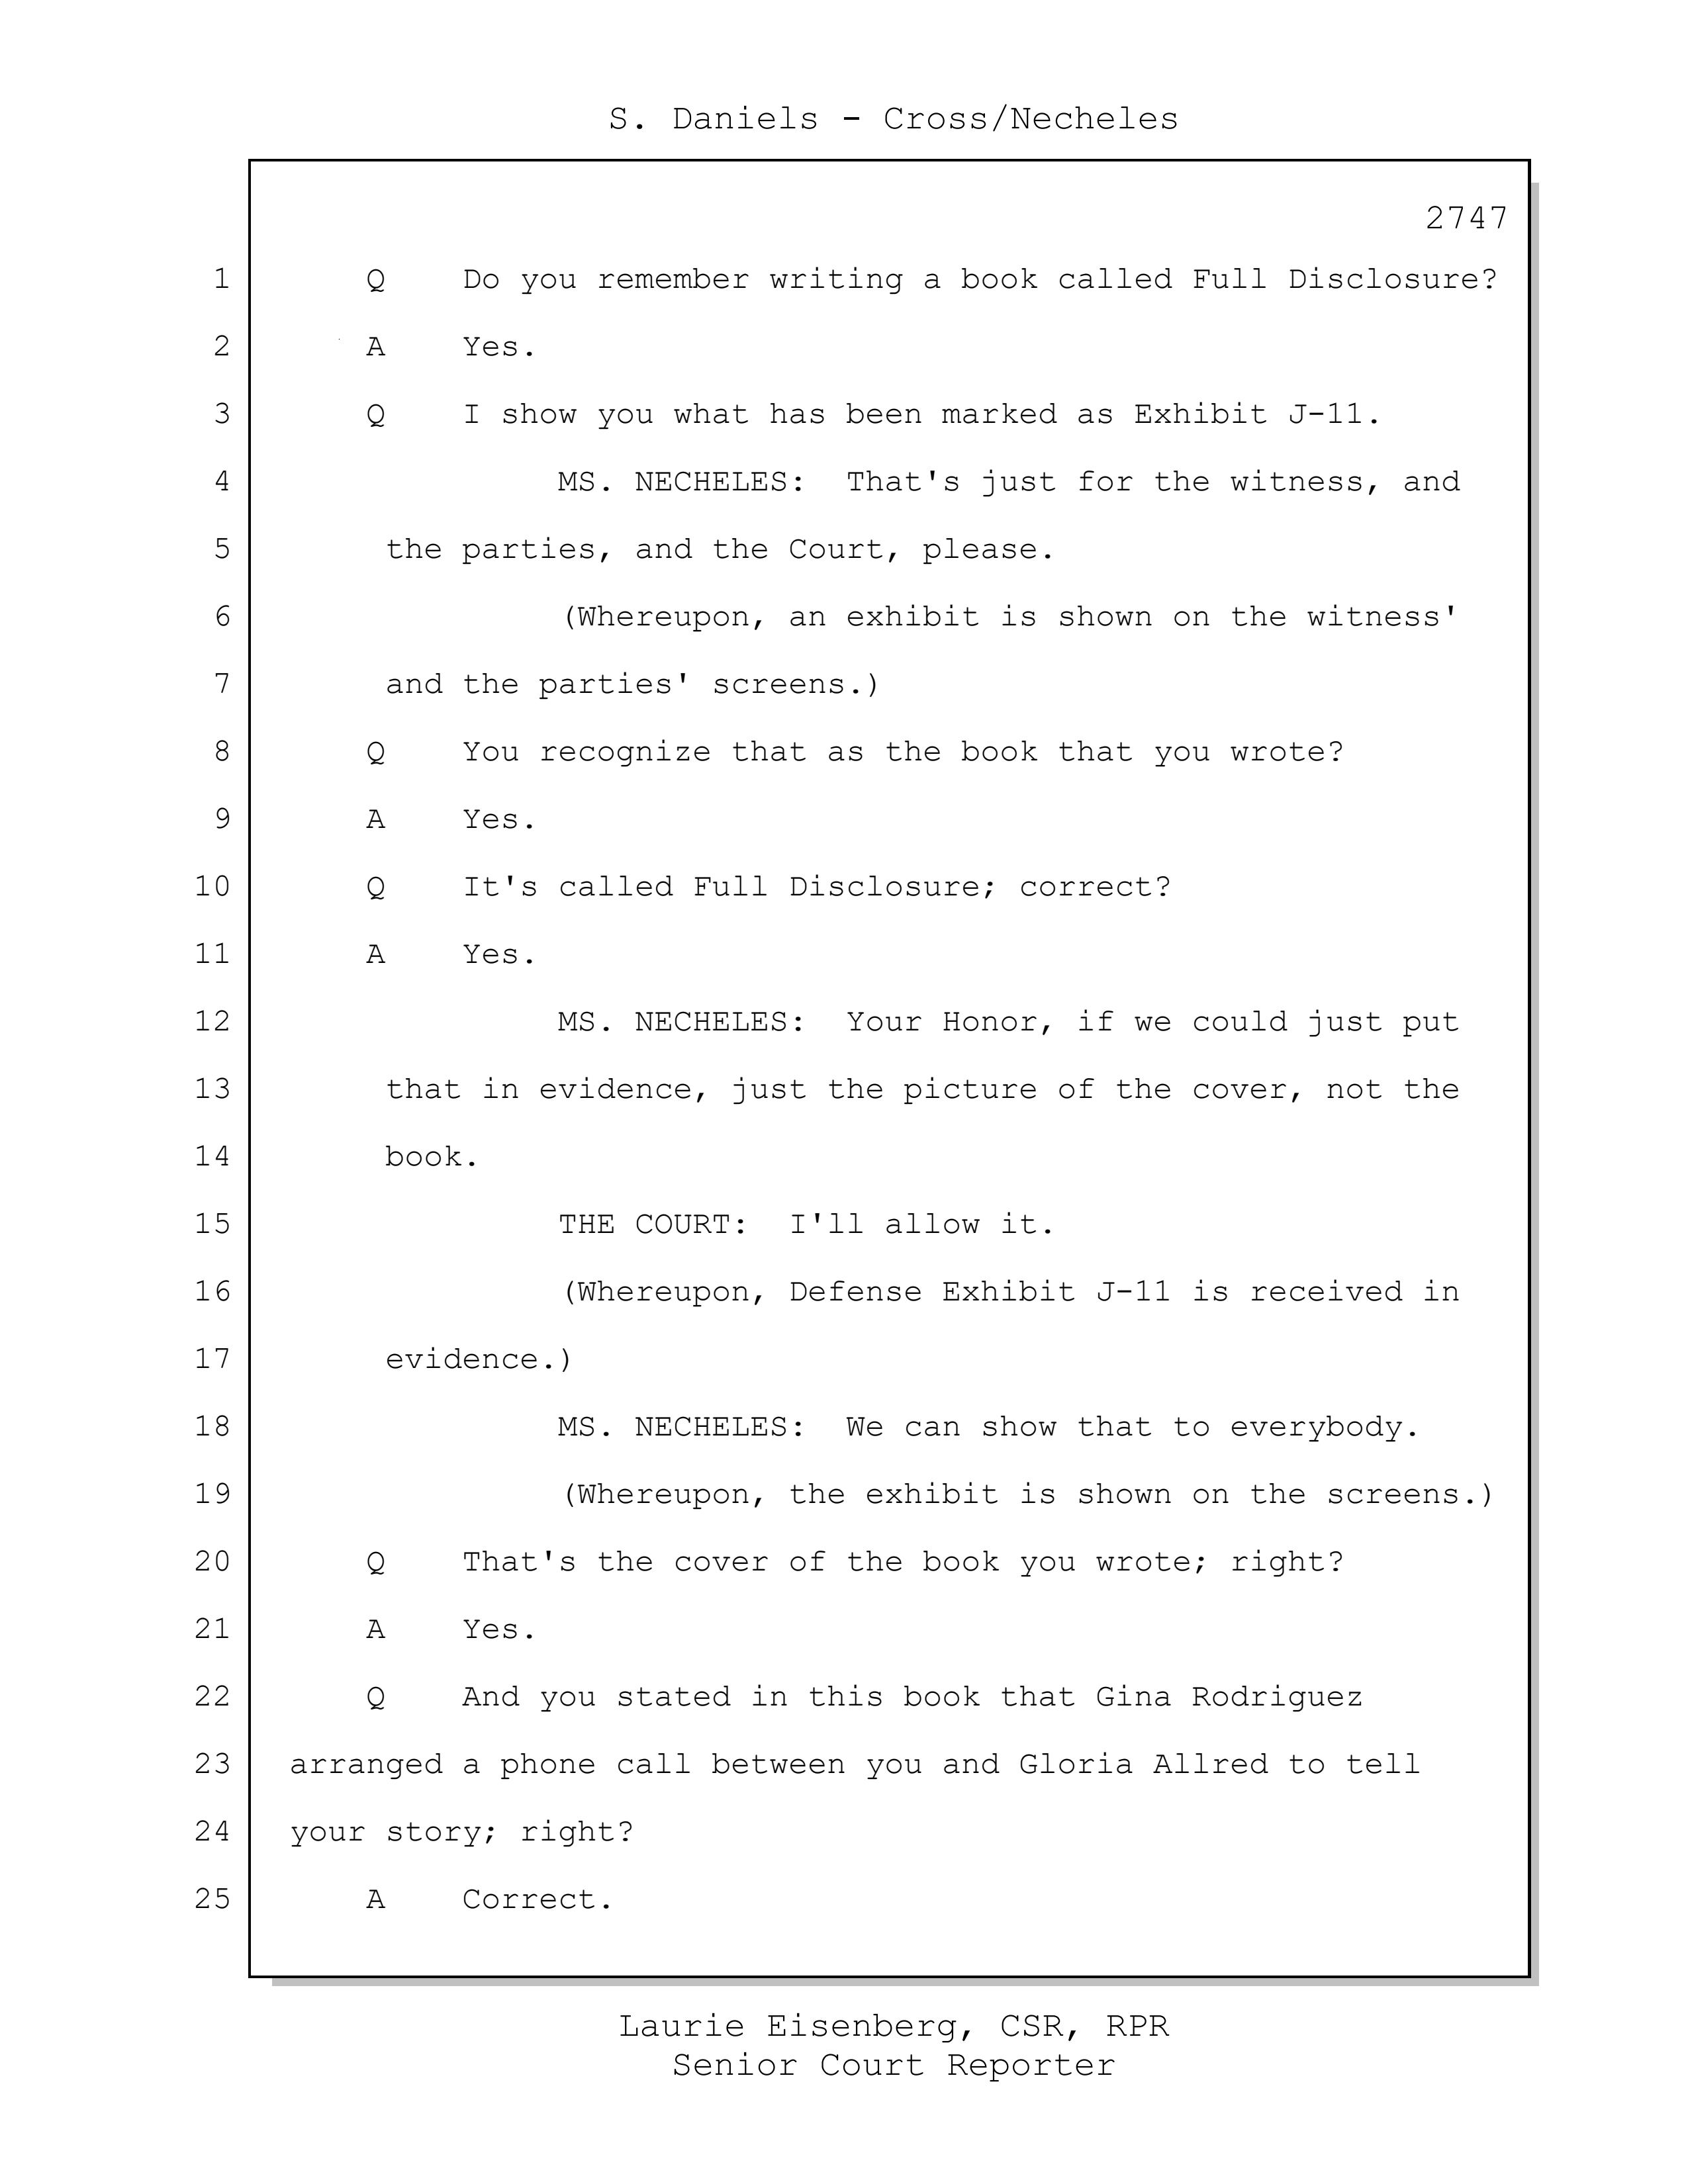 S. Daniels - Cross/Necheles
2747
1 Q Do you remember writing a book called Full Disclosure?
2 A Yes.
3 Q I show you what has been marked as Exhibit J-11.
4 MS. NECHELES: That's just for the witness, and
5 the parties, and the Court, please.
6 (Whereupon, an exhibit is shown on the witness'
7 and the parties' screens.)
8 Q You recognize that as the book that you wrote?
9 A Yes.
10 Q It's called Full Disclosure; correct?
11 A Yes.
12 MS. NECHELES: Your Honor, if we could just put
13 that in evidence, just the picture of the cover, not the
14 book.
15 THE COURT: I'll allow it.
16 (Whereupon, Defense Exhibit J-11 is received in
17 evidence.)
18 MS. NECHELES: We can show that to everybody.
19 (Whereupon, the exhibit is shown on the screens.)
20 Q That's the cover of the book you wrote; right?
21 A Yes.
22 Q And you stated in this book that Gina Rodriguez
23 arranged a phone call between you and Gloria Allred to tell
24 your story; right?
25 A Correct.
Laurie Eisenberg, CSR, RPR
Senior Court Reporter